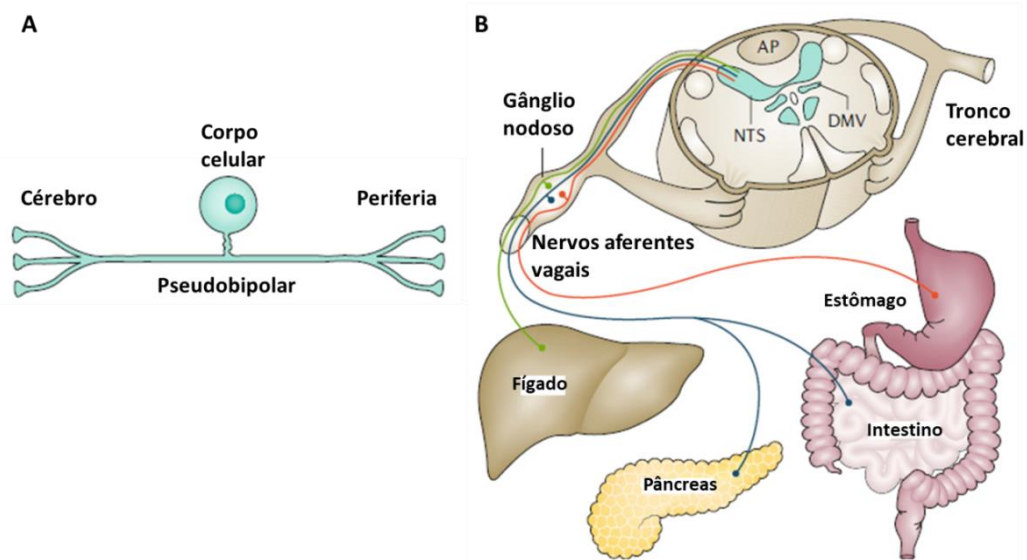 A
Corpo
celular
Cérebro
Periferia
Pseudobipolar
B
AP
Gânglio
nodoso
NTS
DMV
Tronco
cerebral
Nervos aferentes
vagais
Estômago
Fígado
Intestino
Pâncreas